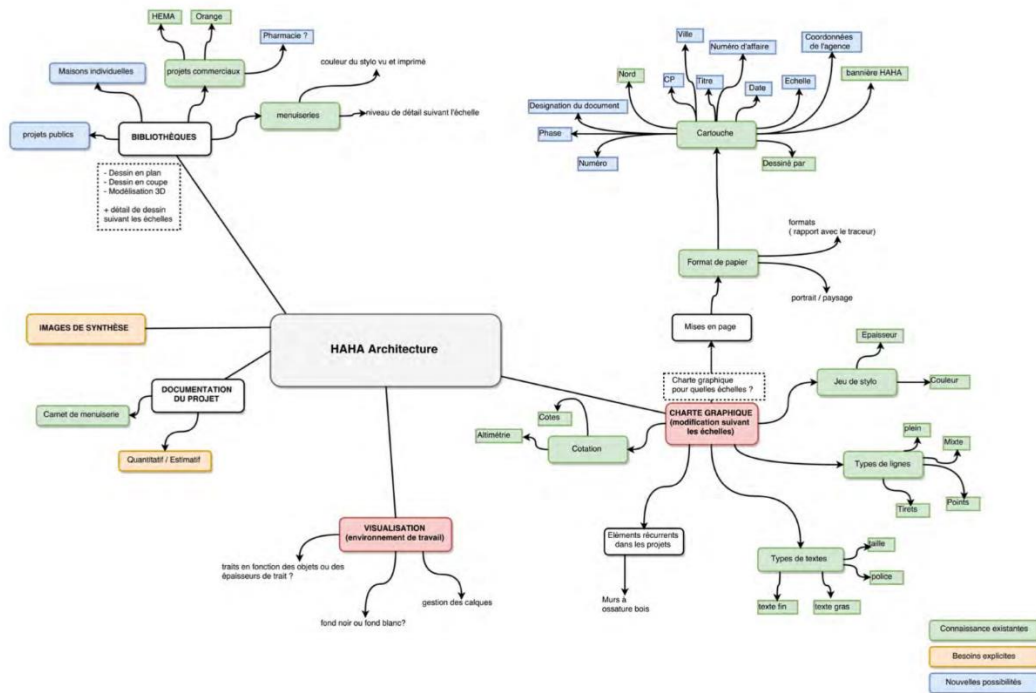 HEMA
Orange
Pharmacie ?
projets commerciaux
Maisons individuelles
couleur du stylo vu et imprimé
menuiseries
niveau de détail suivant l'échelle
projets publics
BIBLIOTHÈQUES
- Dessin en plan
- Dessin en coupe
- Modélisation 3D
+ détail de dessin
suivant les échelles
Ville
Numéro d'affaire
Coordonnées
de l'agence
Nord
CP
Titre
Date
Echelle
bannière HAHA
Designation du document
Phase
Cartouche
Numéro
Dessiné par
formats
( rapport avec le traceur)
Format de papier
portrait / paysage
Mises en page
IMAGES DE SYNTHÈSE
HAHA Architecture
DOCUMENTATION
DU PROJET
Carnet de menuiserie
Quantitatif / Estimatif
Charte graphique
pour quelles échelles ?
CHARTE GRAPHIQUE
(modification suivant
les échelles)
Epaisseur
Jeu de stylo
Couleur
Cotes
Altimétrie
Cotation
plein
Mixte
Types de lignes
Tirets
Points
VISUALISATION
(environnement de travail)
traits en fonction des objets ou des
épaisseurs de trait ?
fond noir ou fond blanc?
gestion des calques
Eléments récurrents
dans les projets
Murs à
ossature bois
Types de textes
taille
police
texte fin
texte gras
Connaissance existantes
Besoins explicites
Nouvelles possibilités